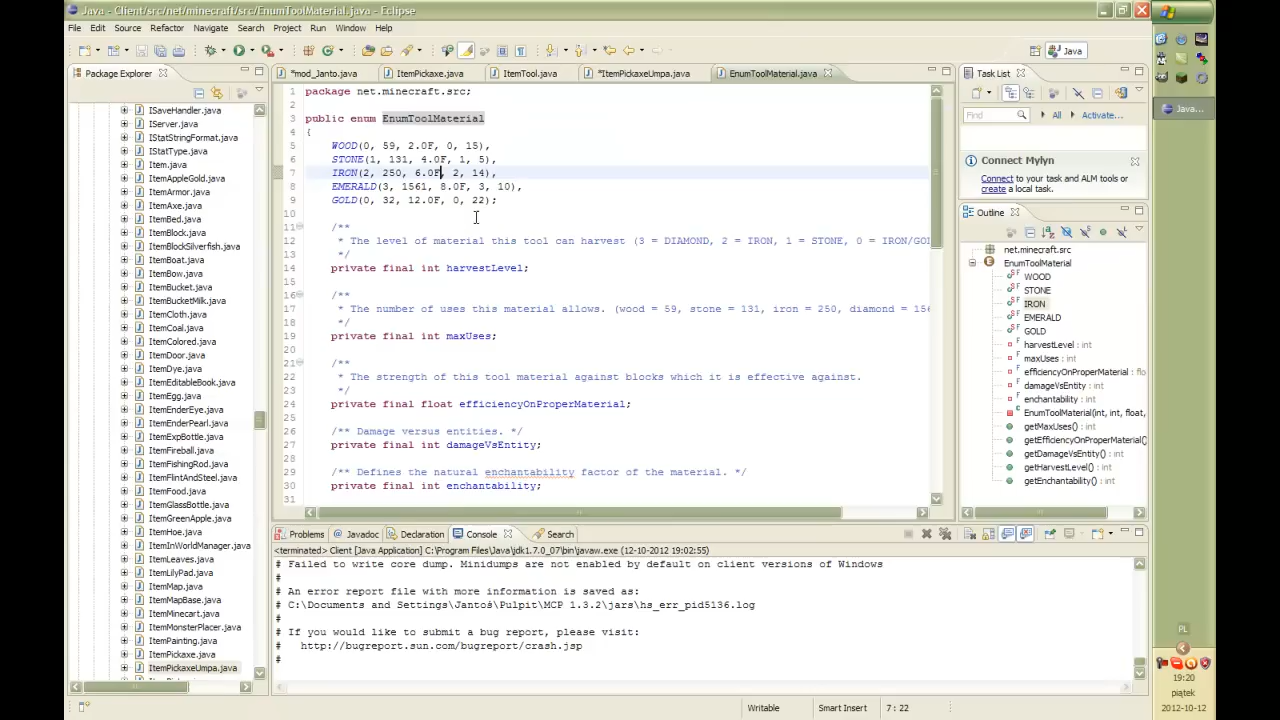 Java - Client/src/net/minecraft/src/EnumToolMaterial.java - Eclipse
File Edit Source Refactor Navigate Search Project Run Window Help
Java
Package Explorer
ISaveHandler.java
IServer.java
IStatStringFormat.java
IStatType.java
Item.java
ItemAppleGold.java
ItemArmor.java
ItemAxe.java
ItemBed.java
ItemBlock.java
ItemBlockSilverfish.java
ItemBoat.java
ItemBow.java
ItemBucket.java
ItemBucketMilk.java
ItemCloth.java
ItemCoal.java
ItemColored.java
ItemDoor.java
ItemDye.java
ItemEditableBook.java
ItemEgg.java
ItemEnderEye.java
ItemEnderPearl.java
ItemExpBottle.java
ItemFireball.java
ItemFishingRod.java
ItemFlintAndSteel.java
ItemFood.java
ItemGlassBottle.java
ItemGreenApple.java
ItemHoe.java
ItemInWorldManager.java
ItemLeaves.java
ItemLilyPad.java
ItemMap.java
ItemMapBase.java
ItemMinecart.java
ItemMonsterPlacer.java
ItemPainting.java
ItemPickaxe.java
ItemPickaxeUmpa.java
*mod_Janto.java ItemPickaxe.java ItemTool.java *ItemPickaxeUmpa.java EnumToolMaterial.java
1 package net.minecraft.src;
2
3 public enum EnumToolMaterial
4 {
5 WOOD(0, 59, 2.0F, 0, 15),
6 STONE(1, 131, 4.0F, 1, 5),
7 IRON(2, 250, 6.0F, 2, 14),
8 EMERALD(3, 1561, 8.0F, 3, 10),
9 GOLD(0, 32, 12.0F, 0, 22);
10
11 /**
12 * The level of material this tool can harvest (3 = DIAMOND, 2 = IRON, 1 = STONE, 0 = IRON/GOL
13 */
14 private final int harvestLevel;
15
16 /**
17 * The number of uses this material allows. (wood = 59, stone = 131, iron = 250, diamond = 156
18 */
19 private final int maxUses;
20
21 /**
22 * The strength of this tool material against blocks which it is effective against.
23 */
24 private final float efficiencyOnProperMaterial;
25
26 /** Damage versus entities. */
27 private final int damageVsEntity;
28
29 /** Defines the natural enchantability factor of the material. */
30 private final int enchantability;
31
Task List
Find All Activate...
Connect Mylyn
Connect to your task and ALM tools or
create a local task.
Outline
net.minecraft.src
EnumToolMaterial
WOOD
STONE
IRON
EMERALD
GOLD
harvestLevel : int
maxUses : int
efficiencyOnProperMaterial : flo
damageVsEntity : int
enchantability : int
EnumToolMaterial(int, int, float,
getMaxUses() : int
getEfficiencyOnProperMaterial()
getDamageVsEntity() : int
getHarvestLevel() : int
getEnchantability() : int
Problems Javadoc Declaration Console Search
<terminated> Client [Java Application] C:\Program Files\Java\jdk1.7.0_07\bin\javaw.exe (12-10-2012 19:02:55)
# Failed to write core dump. Minidumps are not enabled by default on client versions of Windows
#
# An error report file with more information is saved as:
# C:\Documents and Settings\Jantoś\Pulpit\MCP 1.3.2\jars\hs_err_pid5136.log
#
# If you would like to submit a bug report, please visit:
#   http://bugreport.sun.com/bugreport/crash.jsp
#
Writable Smart Insert 7 : 22
Java...
PL
19:20
piątek
2012-10-12